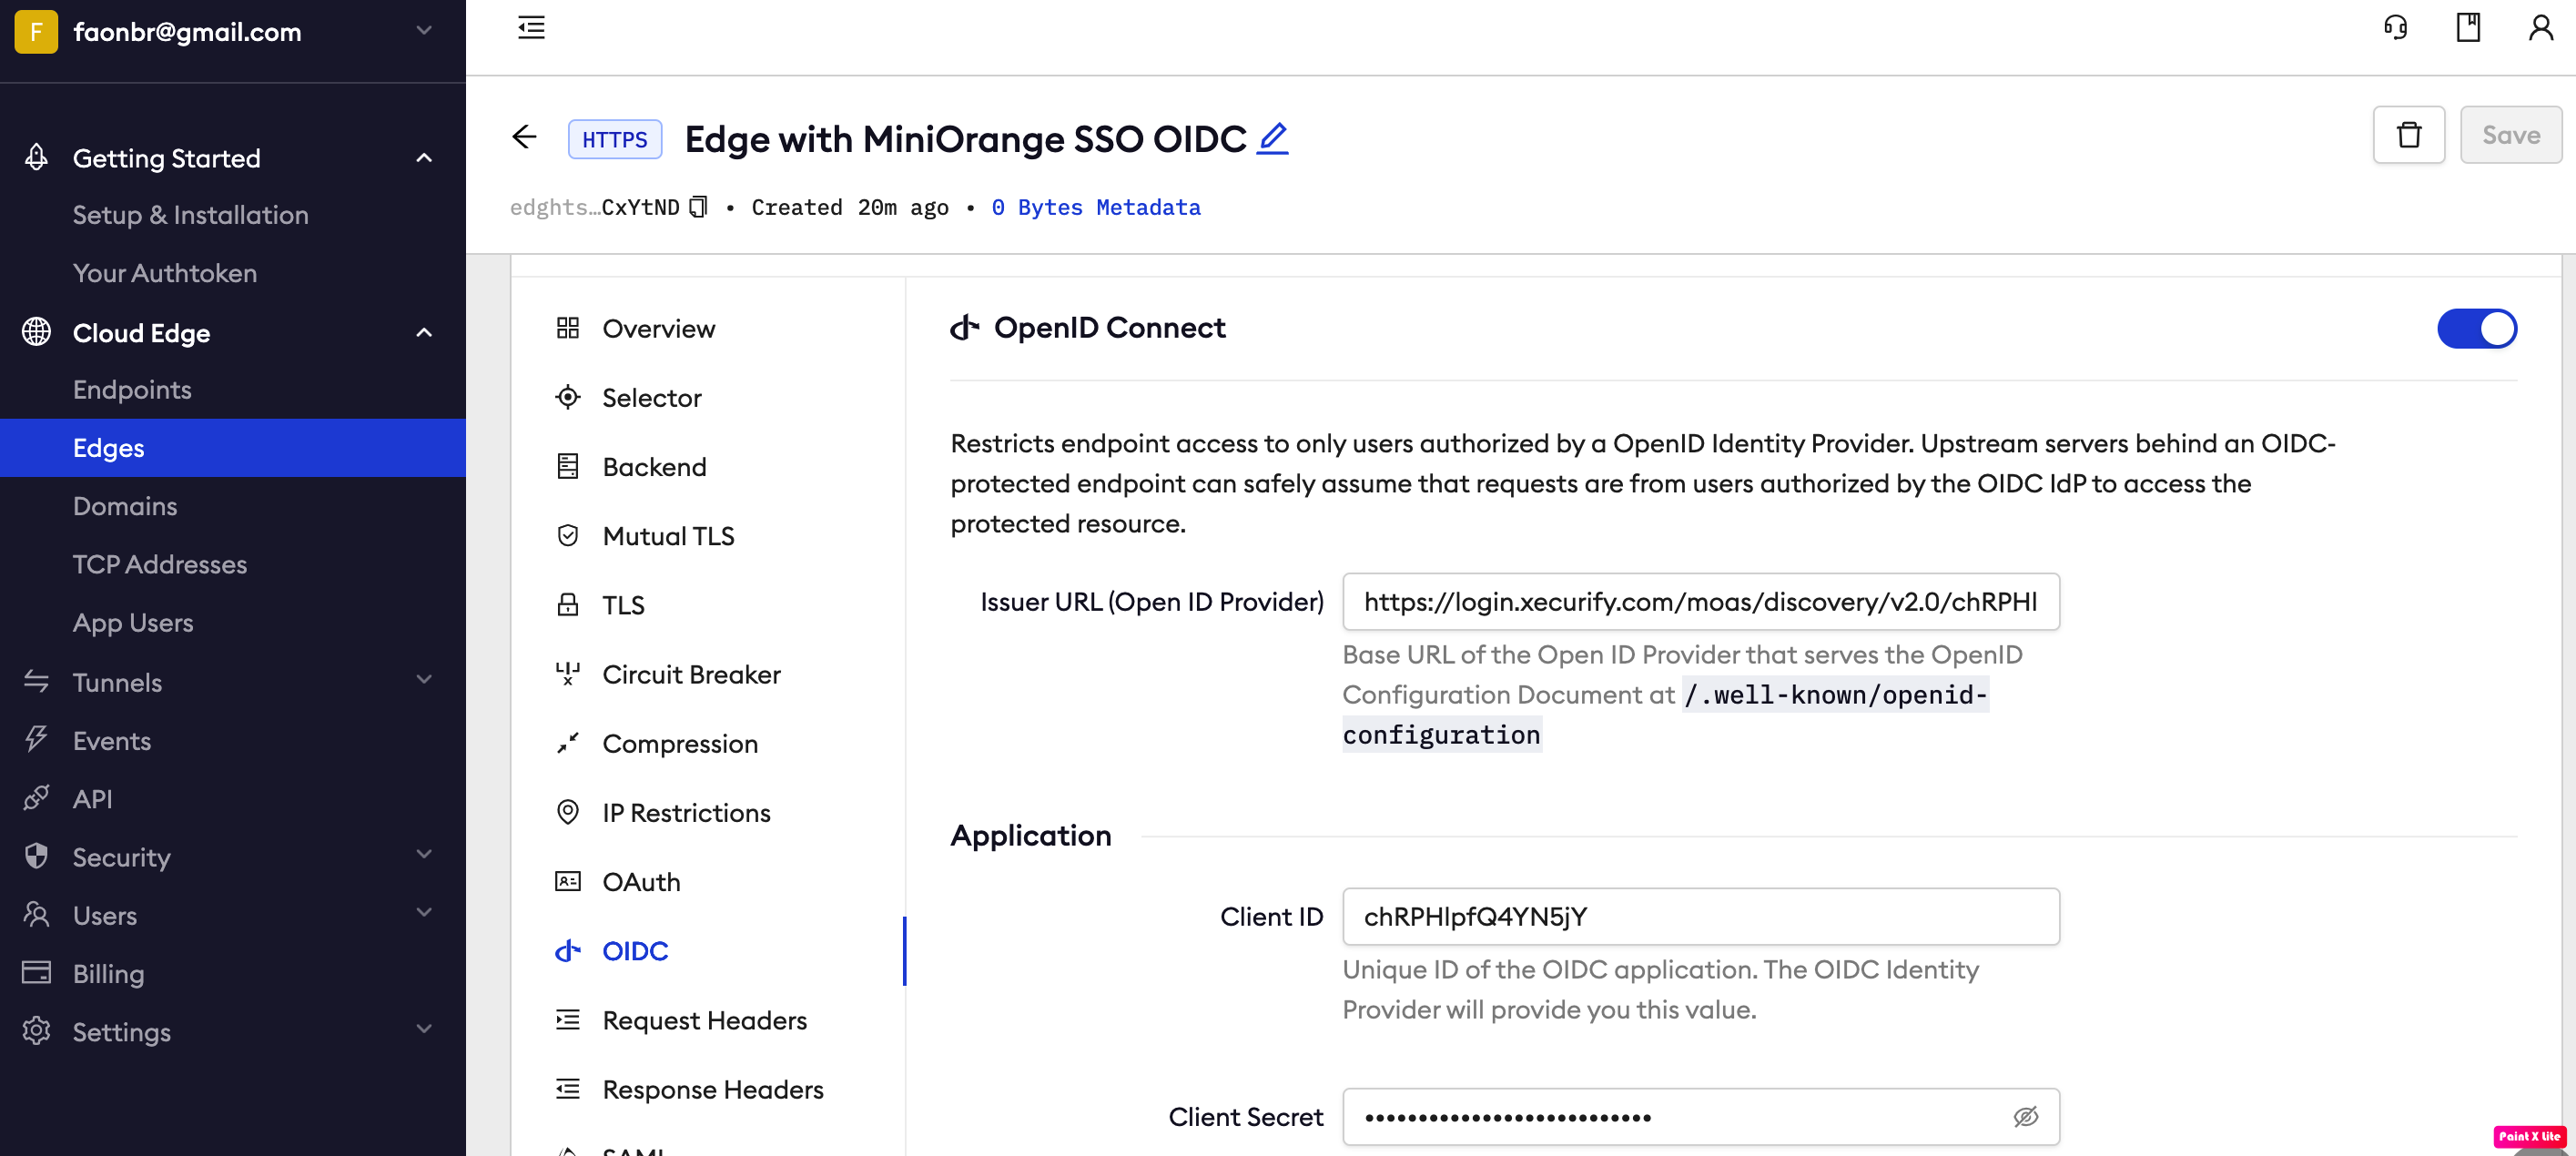 F faonbr@gmail.com
Getting Started
Setup & Installation
Your Authtoken
Cloud Edge
Endpoints
Edges
Domains
TCP Addresses
App Users
Tunnels
Events
API
Security
Users
Billing
Settings
HTTPS Edge with MiniOrange SSO OIDC
Save
edghts…CxYtND • Created 20m ago • 0 Bytes Metadata
Overview
Selector
Backend
Mutual TLS
TLS
Circuit Breaker
Compression
IP Restrictions
OAuth
OIDC
Request Headers
Response Headers
SAML
OpenID Connect
Restricts endpoint access to only users authorized by a OpenID Identity Provider. Upstream servers behind an OIDC-
protected endpoint can safely assume that requests are from users authorized by the OIDC IdP to access the
protected resource.
Issuer URL (Open ID Provider) https://login.xecurify.com/moas/discovery/v2.0/chRPHl
Base URL of the Open ID Provider that serves the OpenID
Configuration Document at /.well-known/openid-
configuration
Application
Client ID chRPHlpfQ4YN5jY
Unique ID of the OIDC application. The OIDC Identity
Provider will provide you this value.
Client Secret •••••••••••••••••••••••••••
Paint X Lite